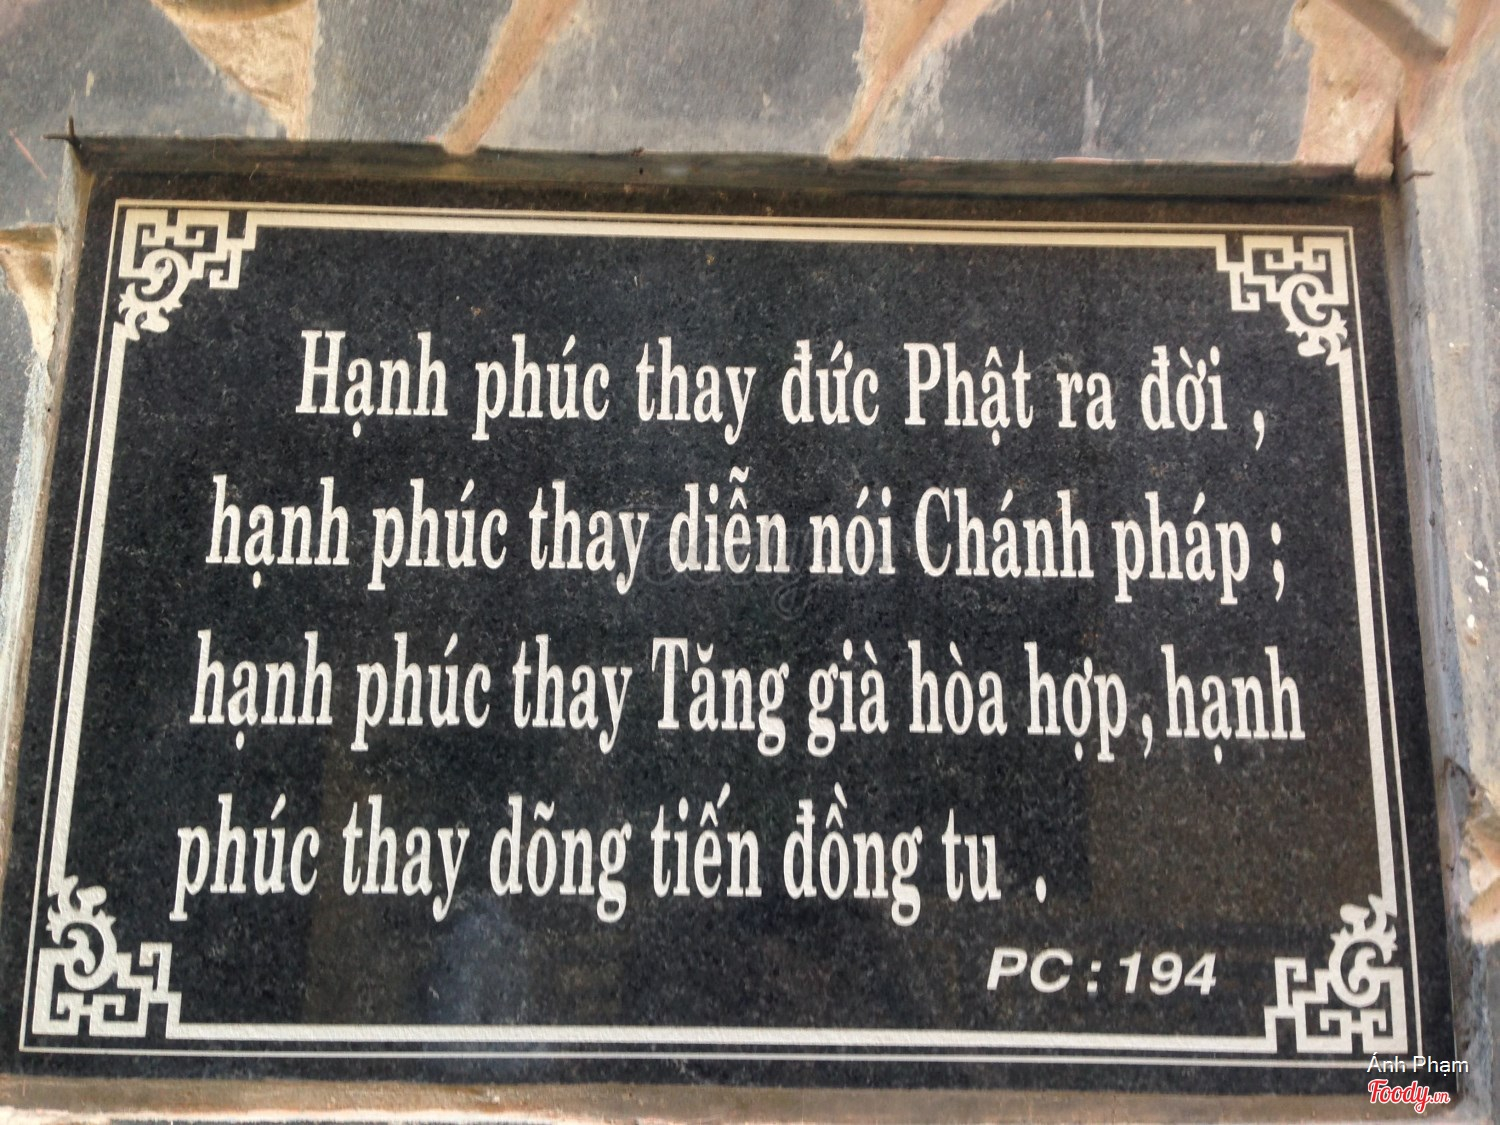 Hạnh phúc thay đức Phật ra đời ,
hạnh phúc thay diễn nói Chánh pháp ;
hạnh phúc thay Tăng già hòa hợp , hạnh
phúc thay dõng tiến đồng tu .
PC : 194
Ánh Phạm
Foody.vn